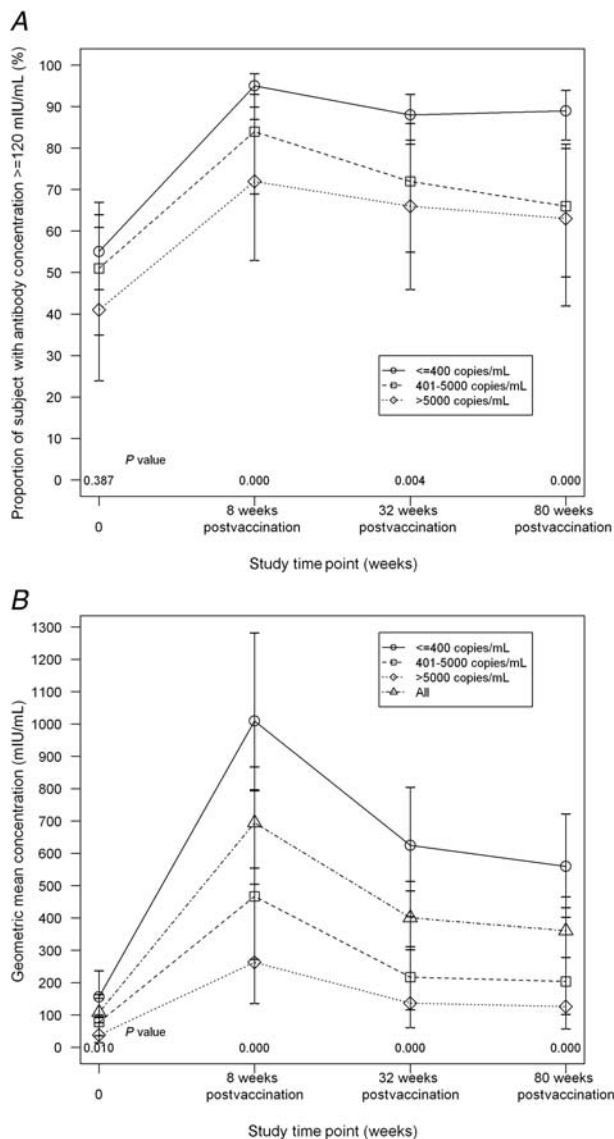 A
Proportion of subject with antibody concentration >=120 mIU/mL (%)
100
90
80
70
60
50
40
30
20
10
0
<=400 copies/mL
401-5000 copies/mL
>5000 copies/mL
P value
0.387 0.000 0.004 0.000
0
8 weeks postvaccination
32 weeks postvaccination
80 weeks postvaccination
Study time point (weeks)
B
Geometric mean concentration (mIU/mL)
1300
1200
1100
1000
900
800
700
600
500
400
300
200
100
0
<=400 copies/mL
401-5000 copies/mL
>5000 copies/mL
All
P value
0.010 0.000 0.000 0.000
0
8 weeks postvaccination
32 weeks postvaccination
80 weeks postvaccination
Study time point (weeks)